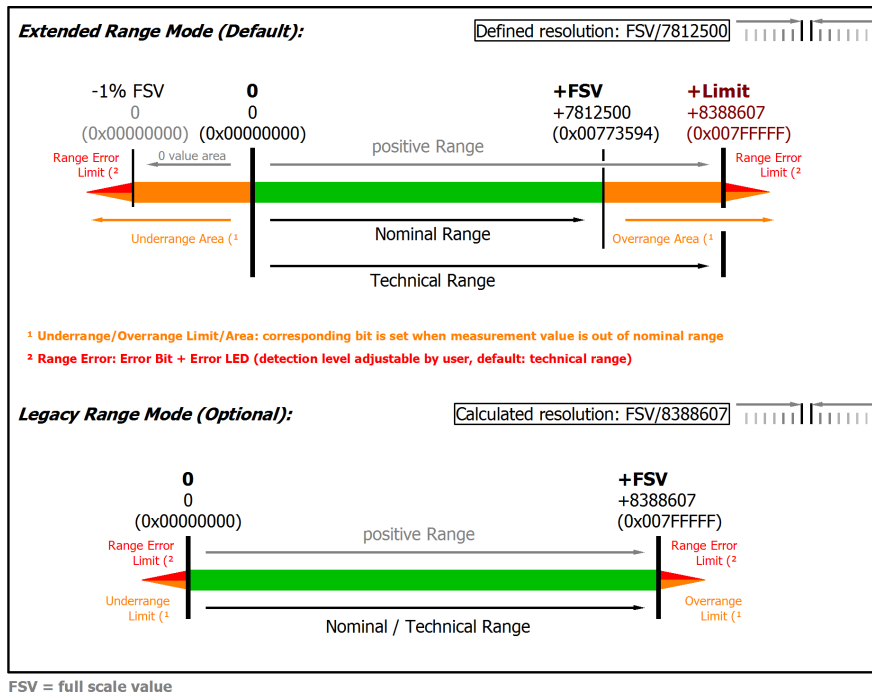 Extended Range Mode (Default):
Defined resolution: FSV/7812500
-1% FSV
0
(0x00000000)
0
0
(0x00000000)
+FSV
+7812500
(0x00773594)
+Limit
+8388607
(0x007FFFFF)
Range Error
Limit (²
0 value area
positive Range
Range Error
Limit (²
Underrange Area (¹
Nominal Range
Overrange Area (¹
Technical Range
¹ Underrange/Overrange Limit/Area: corresponding bit is set when measurement value is out of nominal range
² Range Error: Error Bit + Error LED (detection level adjustable by user, default: technical range)
Legacy Range Mode (Optional):
Calculated resolution: FSV/8388607
0
0
(0x00000000)
+FSV
+8388607
(0x007FFFFF)
positive Range
Range Error
Limit (²
Range Error
Limit (²
Underrange
Limit (¹
Overrange
Limit (¹
Nominal / Technical Range
FSV = full scale value